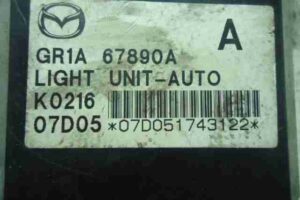 GR1A 67890A A
LIGHT UNIT-AUTO
K0216
07D05 *07D051743122*